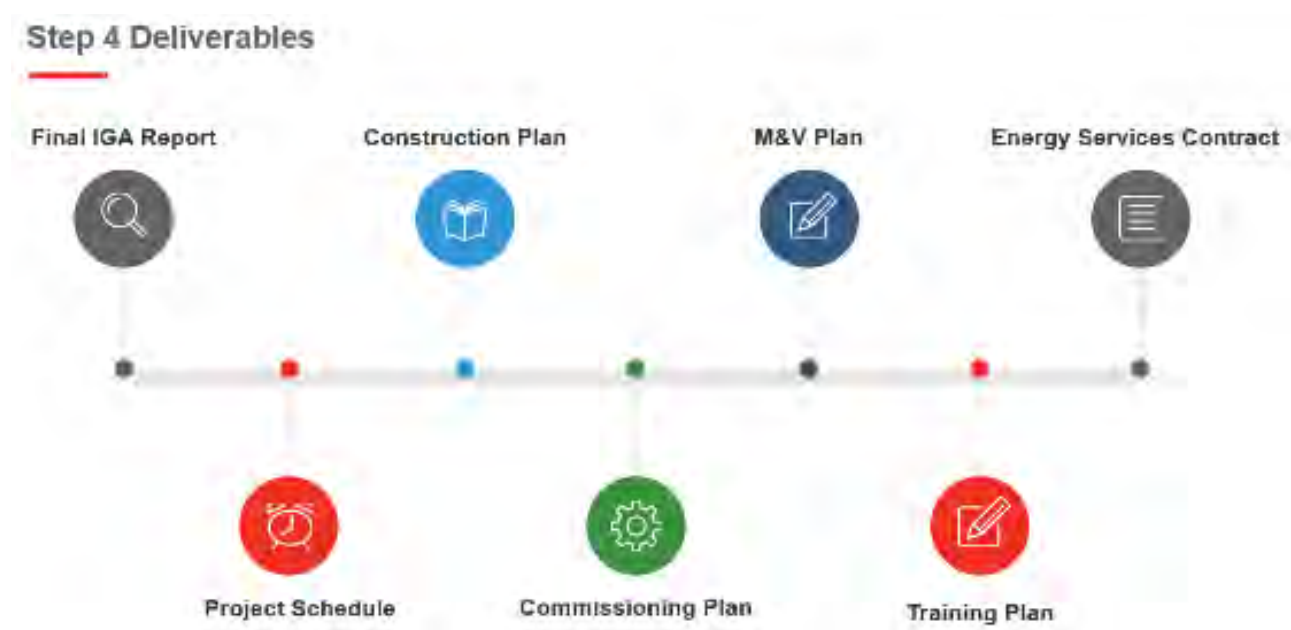 Step 4 Deliverables
Final IGA Report
Construction Plan
M&V Plan
Energy Services Contract
Project Schedule
Commissioning Plan
Training Plan